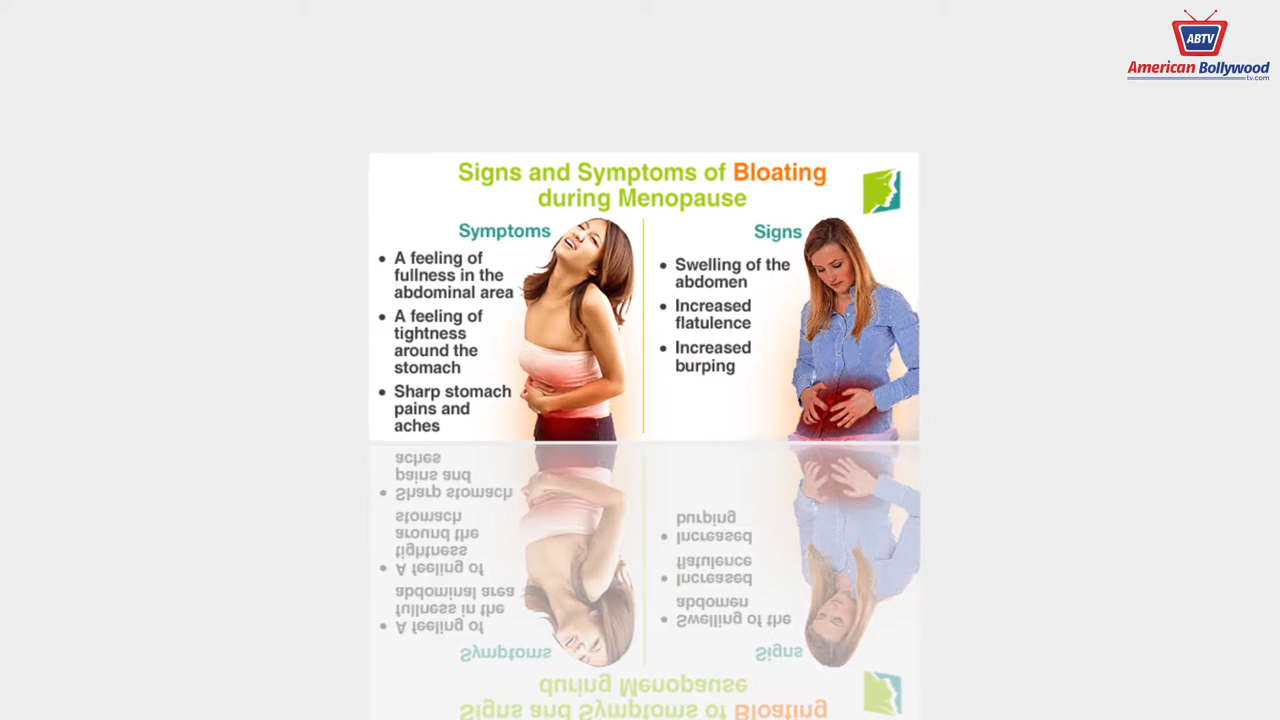 ABTV
American Bollywood
tv.com
Signs and Symptoms of Bloating
during Menopause
Symptoms
• A feeling of
fullness in the
abdominal area
• A feeling of
tightness
around the
stomach
• Sharp stomach
pains and
aches
Signs
• Swelling of the
abdomen
• Increased
flatulence
• Increased
burping